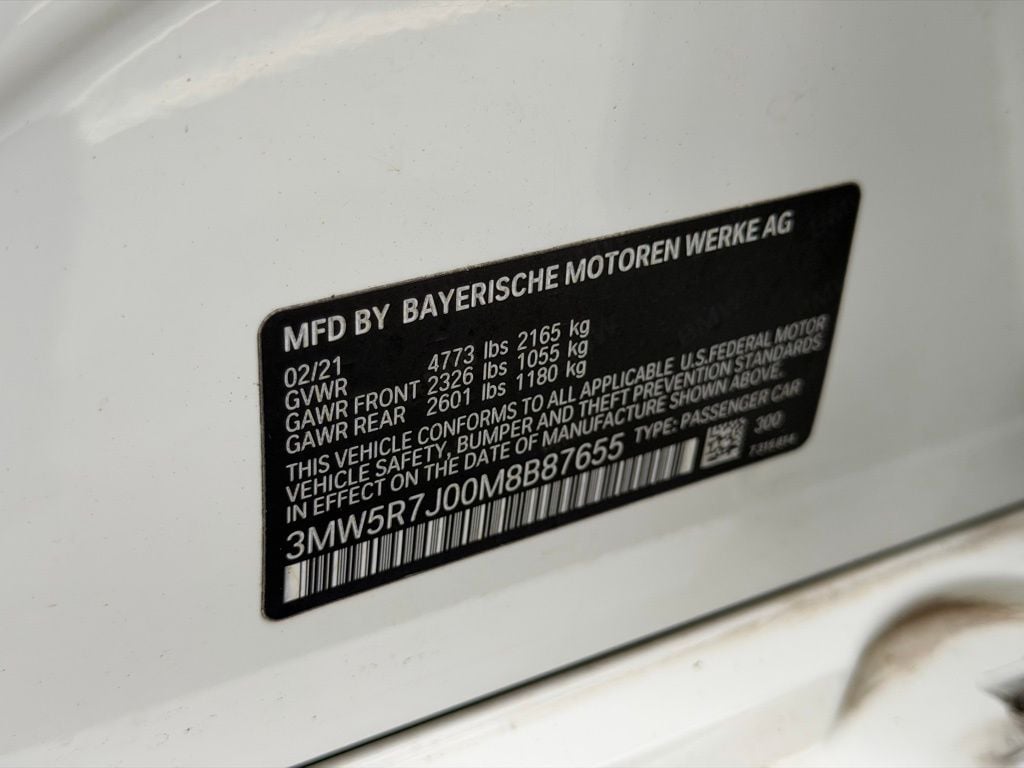 MFD BY BAYERISCHE MOTOREN WERKE AG
02/21
GVWR 4773 lbs 2165 kg
GAWR FRONT 2326 lbs 1055 kg
GAWR REAR 2601 lbs 1180 kg
THIS VEHICLE CONFORMS TO ALL APPLICABLE U.S.FEDERAL MOTOR
VEHICLE SAFETY, BUMPER AND THEFT PREVENTION STANDARDS
IN EFFECT ON THE DATE OF MANUFACTURE SHOWN ABOVE.
3MW5R7J00M8B87655 TYPE: PASSENGER CAR
300